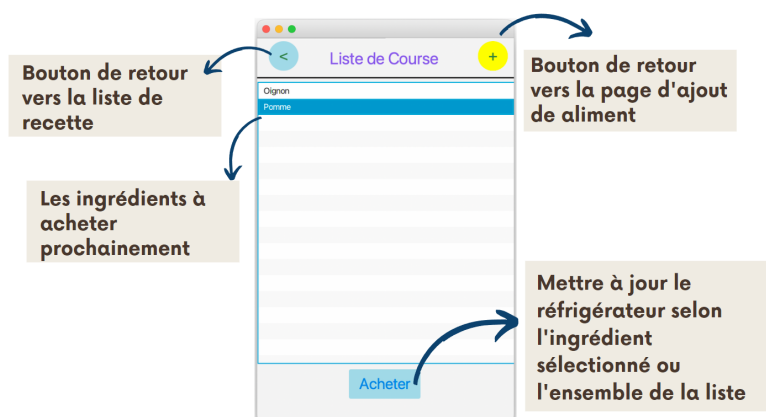 <
Liste de Course
+
Oignon
Pomme
Acheter
Bouton de retour
vers la liste de
recette
Les ingrédients à
acheter
prochainement
Bouton de retour
vers la page d'ajout
de aliment
Mettre à jour le
réfrigérateur selon
l'ingrédient
sélectionné ou
l'ensemble de la liste